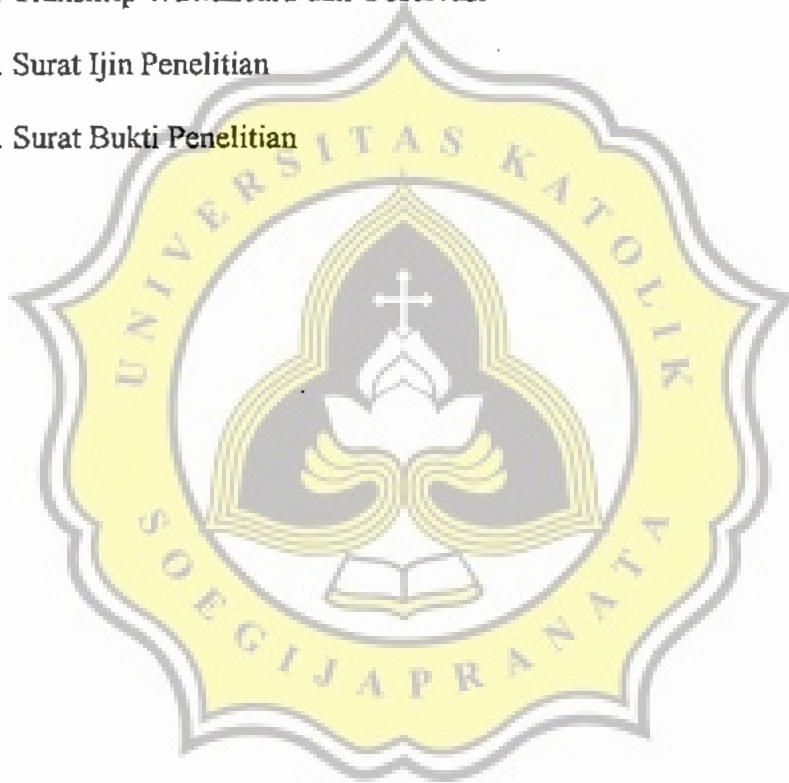 . Surat Ijin Penelitian
. Surat Bukti Penelitian
UNIVERSITAS KATOLIK
SOEGIJAPRANATA